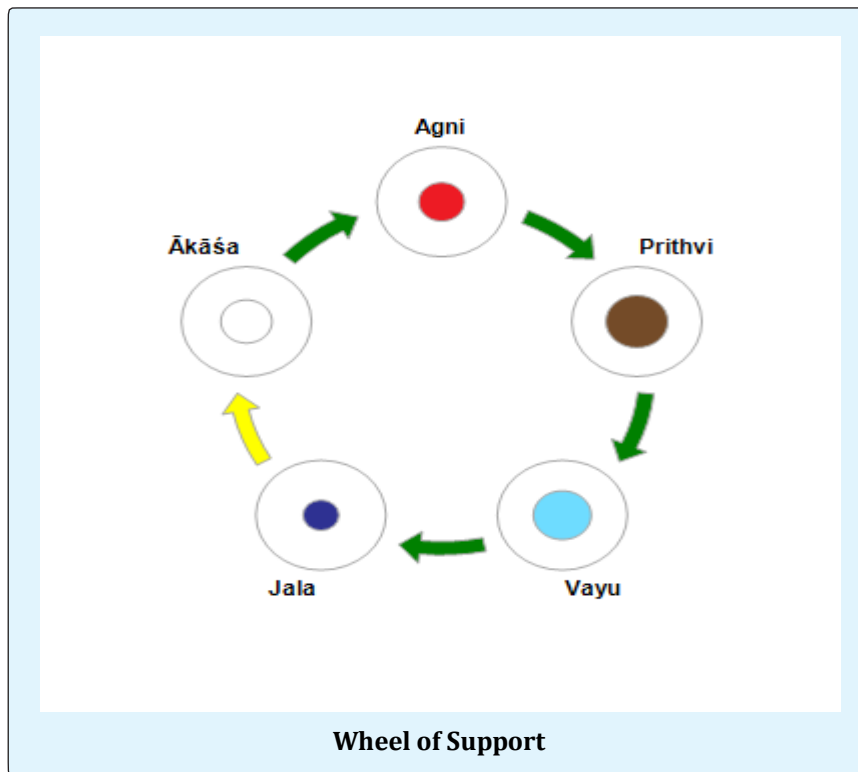 Agni
Ākāśa
Prithvi
Jala
Vayu
Wheel of Support